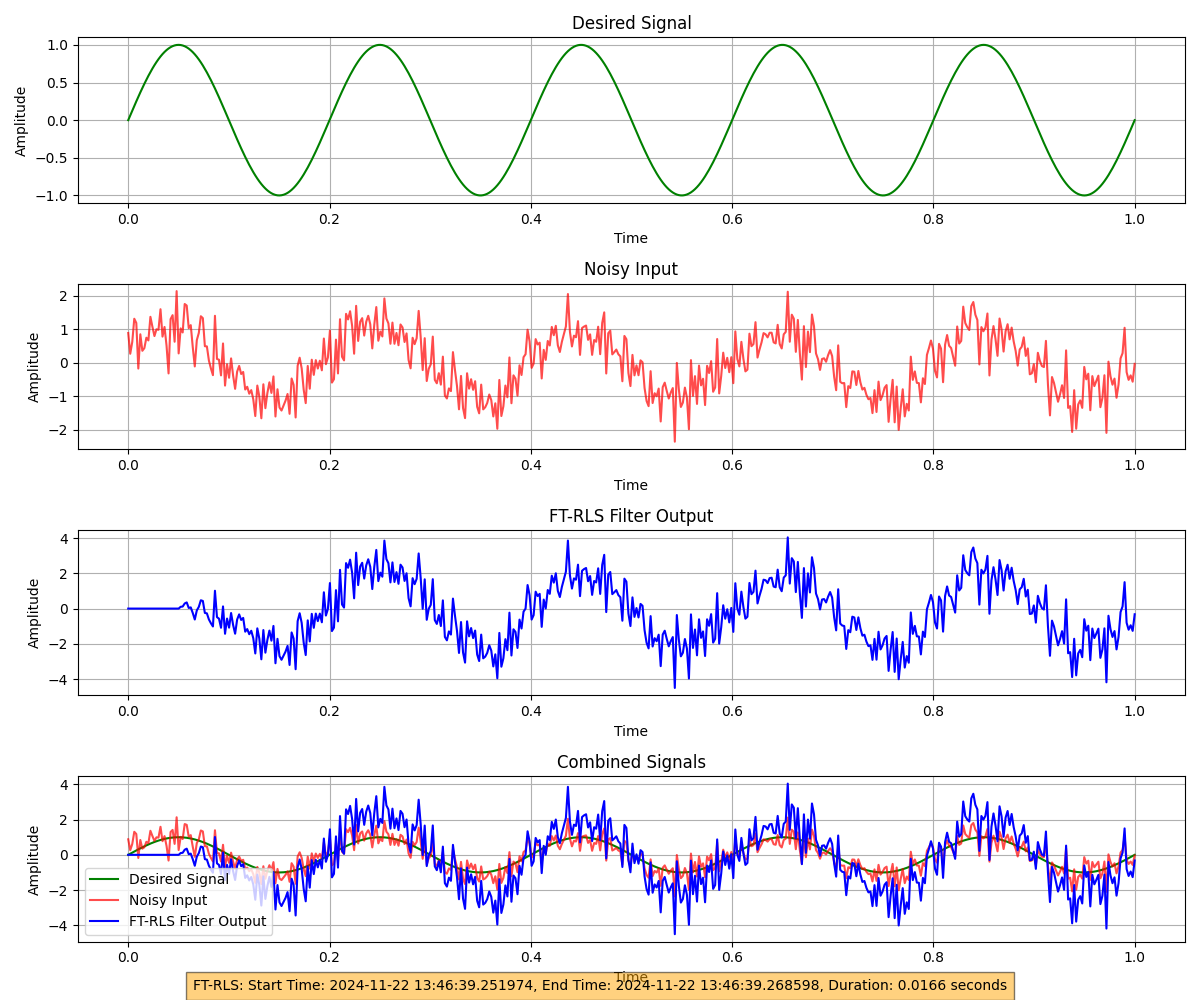 Desired Signal
1.0
0.5
0.0
−0.5
−1.0
Amplitude
0.0 0.2 0.4 0.6 0.8 1.0
Time
Noisy Input
2
1
0
−1
−2
Amplitude
0.0 0.2 0.4 0.6 0.8 1.0
Time
FT-RLS Filter Output
4
2
0
−2
−4
Amplitude
0.0 0.2 0.4 0.6 0.8 1.0
Time
Combined Signals
4
2
0
−2
−4
Amplitude
Desired Signal
Noisy Input
FT-RLS Filter Output
0.0 0.2 0.4 0.6 0.8 1.0
Time
FT-RLS: Start Time: 2024-11-22 13:46:39.251974, End Time: 2024-11-22 13:46:39.268598, Duration: 0.0166 seconds